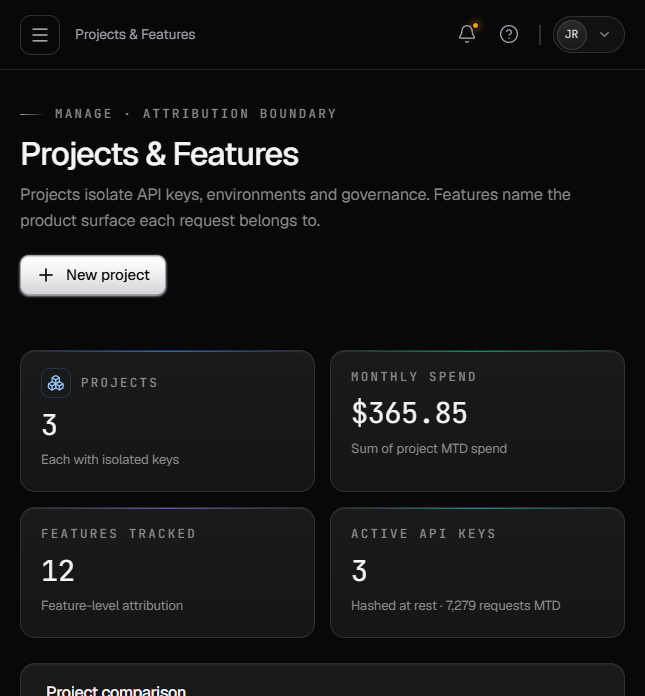 Projects & Features
JR
MANAGE · ATTRIBUTION BOUNDARY
Projects & Features
Projects isolate API keys, environments and governance. Features name the
product surface each request belongs to.
New project
PROJECTS
3
Each with isolated keys
MONTHLY SPEND
$365.85
Sum of project MTD spend
FEATURES TRACKED
12
Feature-level attribution
ACTIVE API KEYS
3
Hashed at rest · 7,279 requests MTD
Project comparison